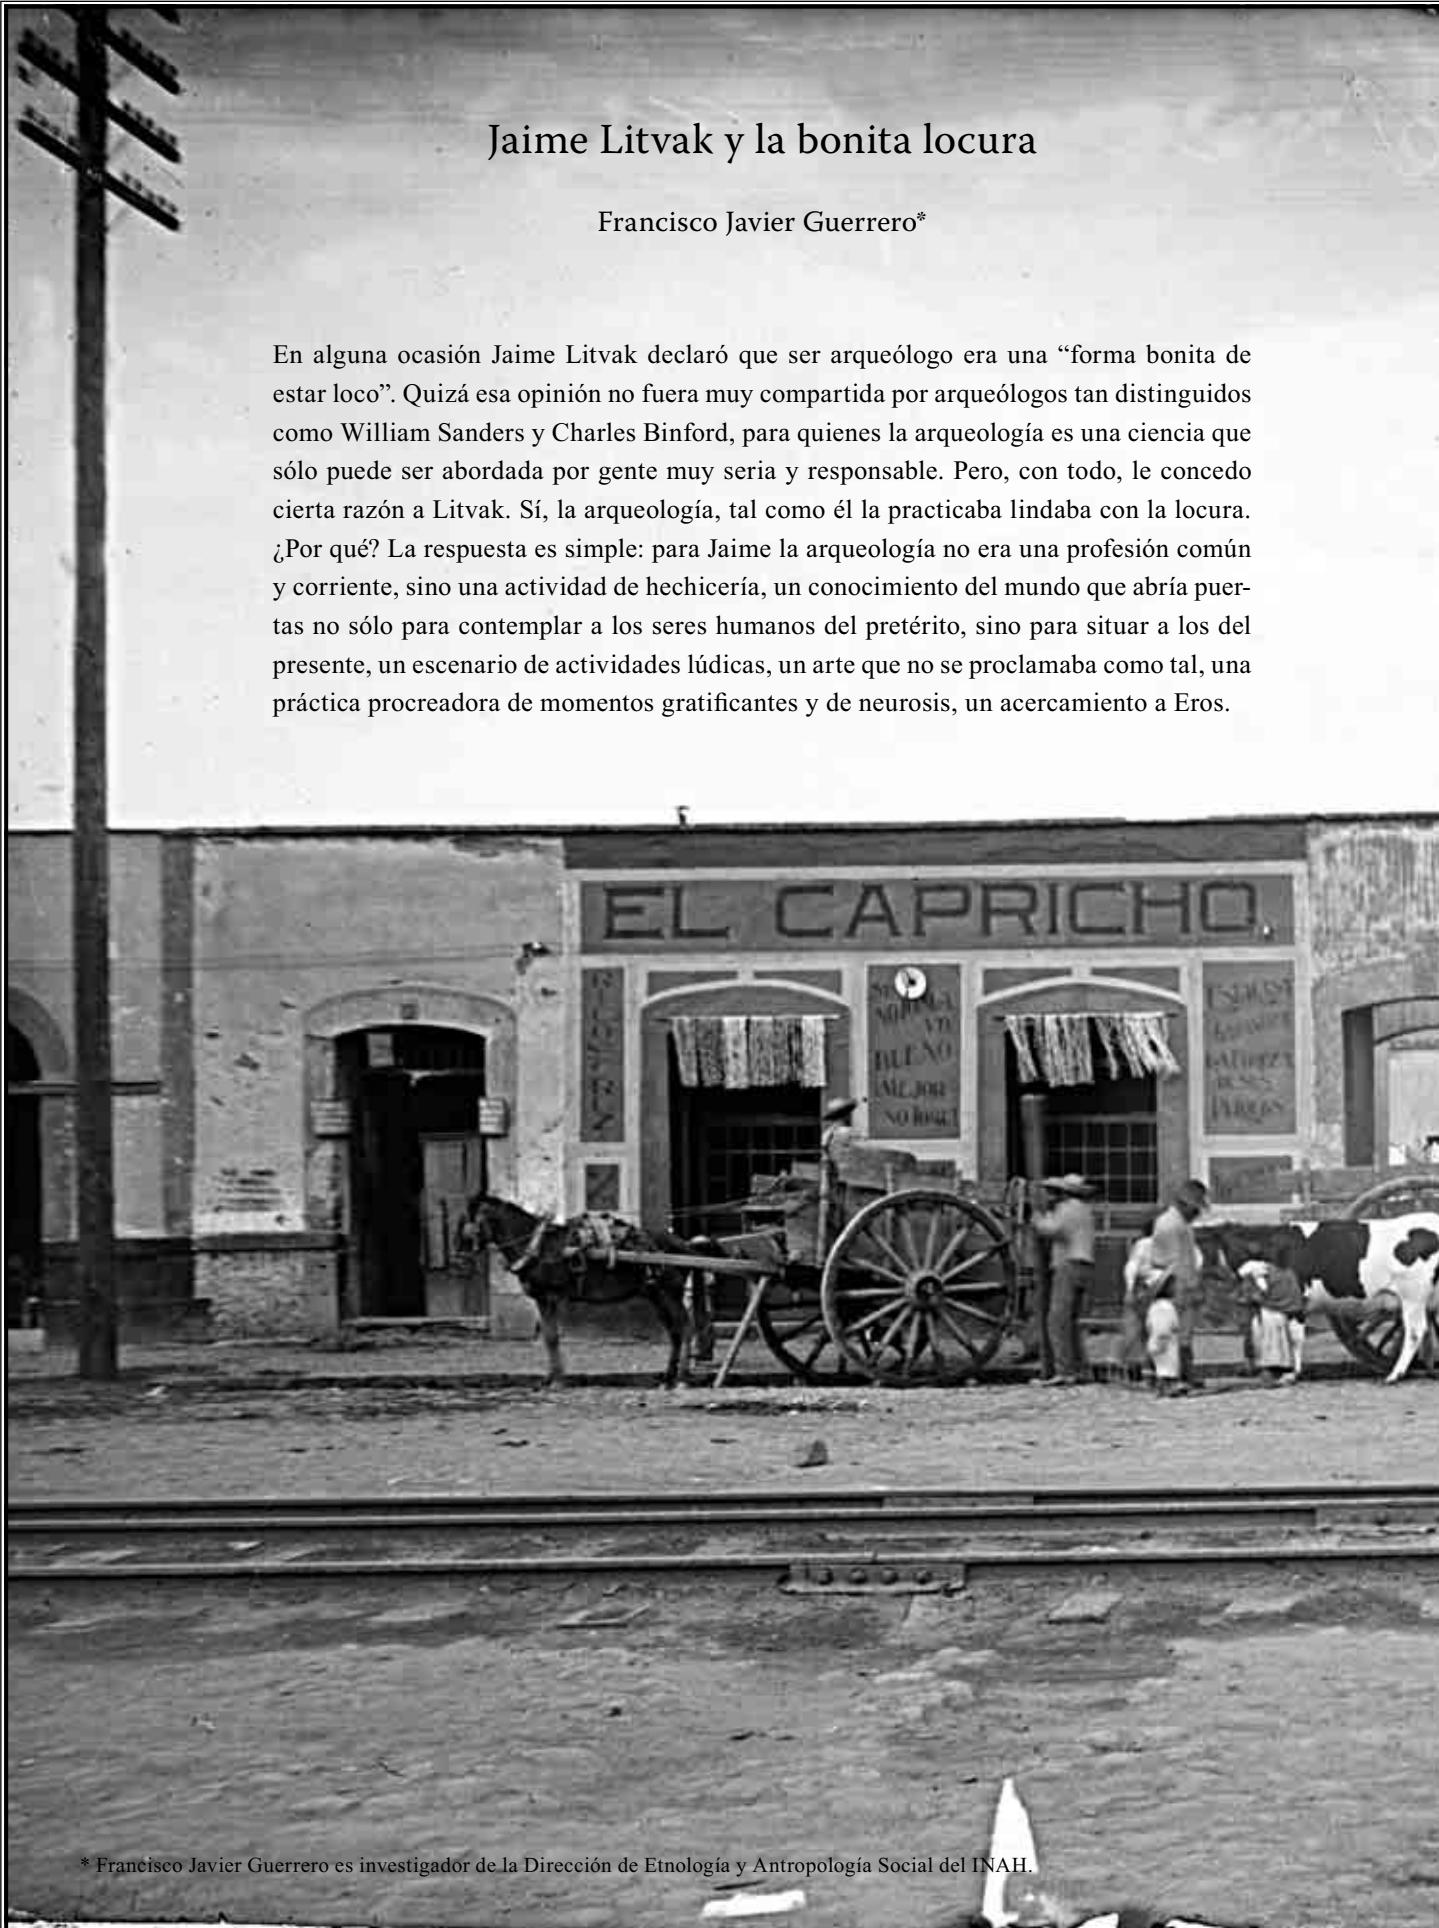 Jaime Litvak y la bonita locura
Francisco Javier Guerrero*
En alguna ocasión Jaime Litvak declaró que ser arqueólogo era una “forma bonita de
estar loco”. Quizá esa opinión no fuera muy compartida por arqueólogos tan distinguidos
como William Sanders y Charles Binford, para quienes la arqueología es una ciencia que
sólo puede ser abordada por gente muy seria y responsable. Pero, con todo, le concedo
cierta razón a Litvak. Sí, la arqueología, tal como él la practicaba lindaba con la locura.
¿Por qué? La respuesta es simple: para Jaime la arqueología no era una profesión común
y corriente, sino una actividad de hechicería, un conocimiento del mundo que abría puer-
tas no sólo para contemplar a los seres humanos del pretérito, sino para situar a los del
presente, un escenario de actividades lúdicas, un arte que no se proclamaba como tal, una
práctica procreadora de momentos gratificantes y de neurosis, un acercamiento a Eros.
EL CAPRICHO
BUENO
MEJOR
NO
* Francisco Javier Guerrero es investigador de la Dirección de Etnología y Antropología Social del INAH.